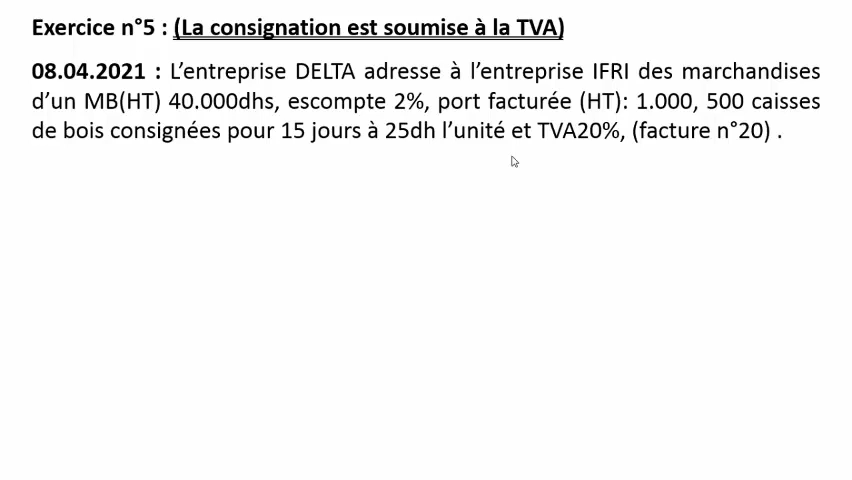 Exercice n°5 : (La consignation est soumise à la TVA)
08.04.2021 : L’entreprise DELTA adresse à l’entreprise IFRI des marchandises
d’un MB(HT) 40.000dhs, escompte 2%, port facturée (HT): 1.000, 500 caisses
de bois consignées pour 15 jours à 25dh l’unité et TVA20%, (facture n°20) .